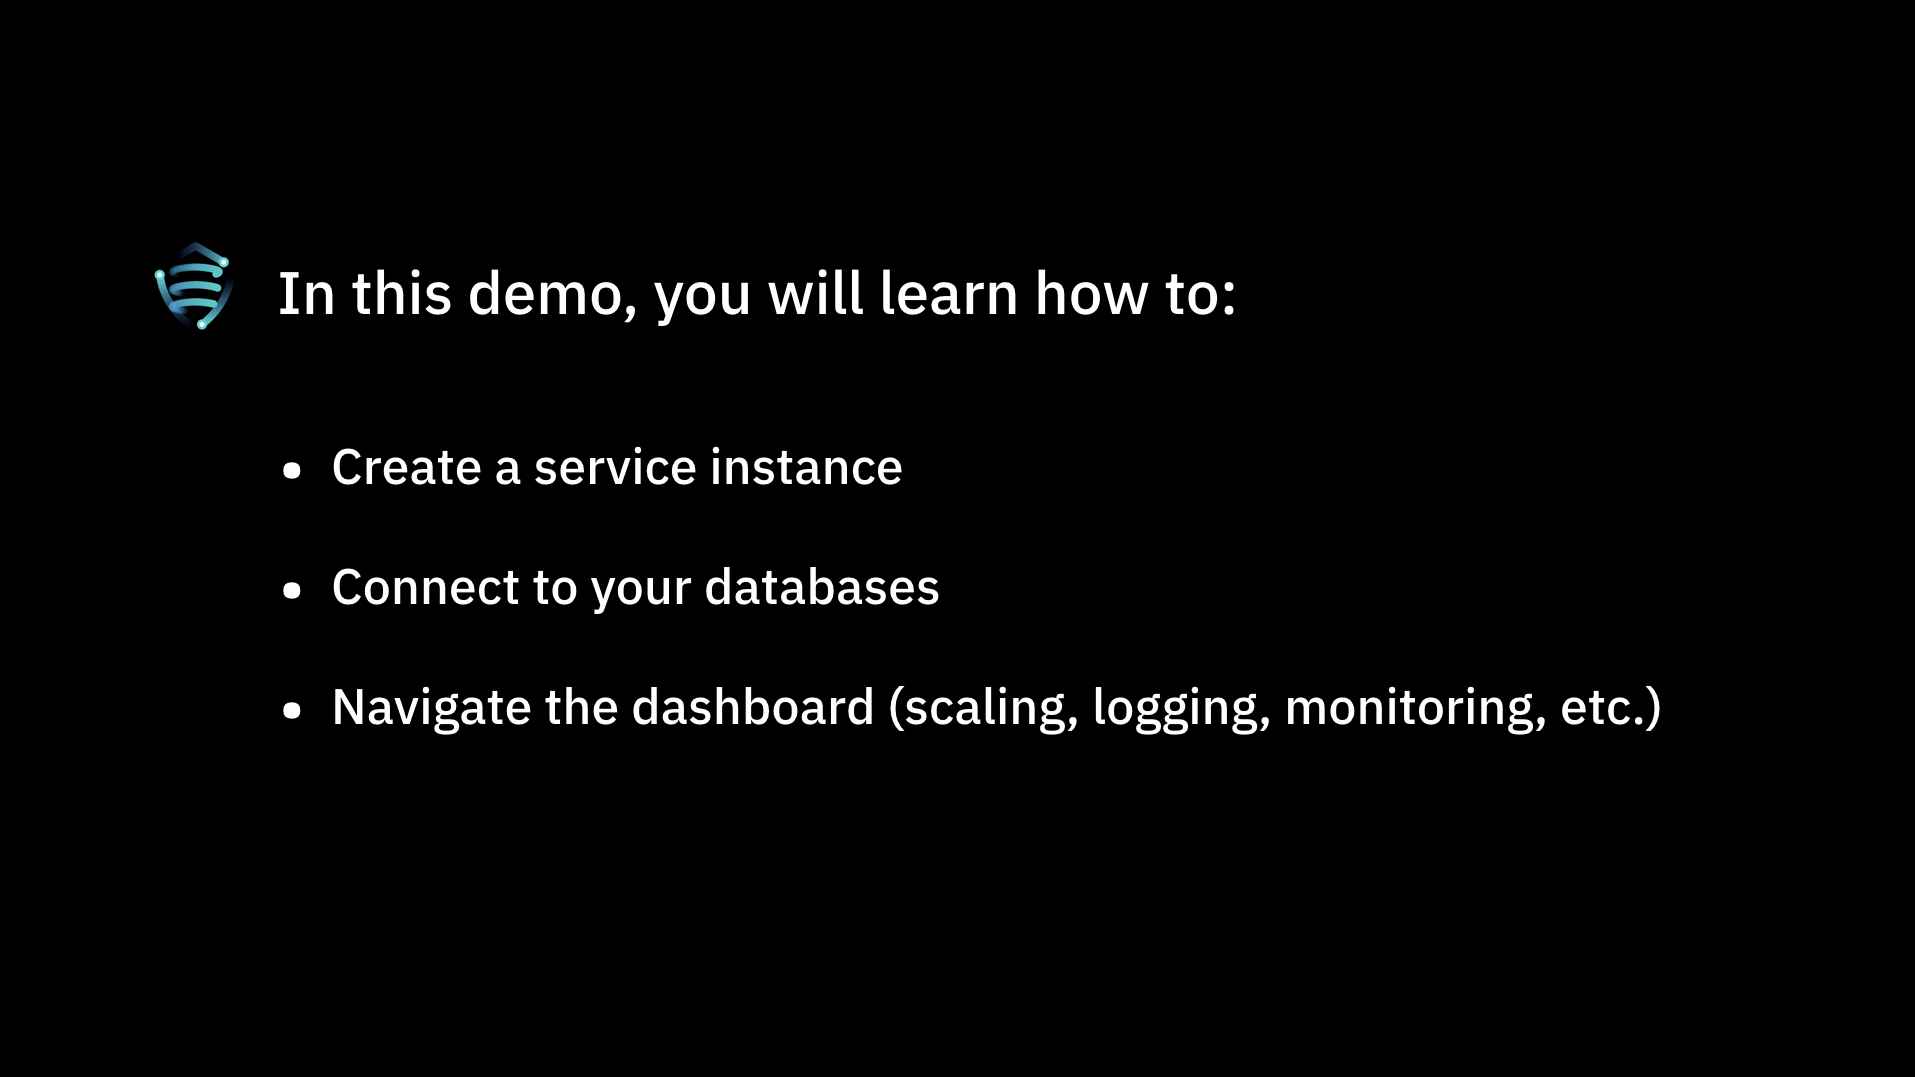 In this demo, you will learn how to:
• Create a service instance
• Connect to your databases
• Navigate the dashboard (scaling, logging, monitoring, etc.)